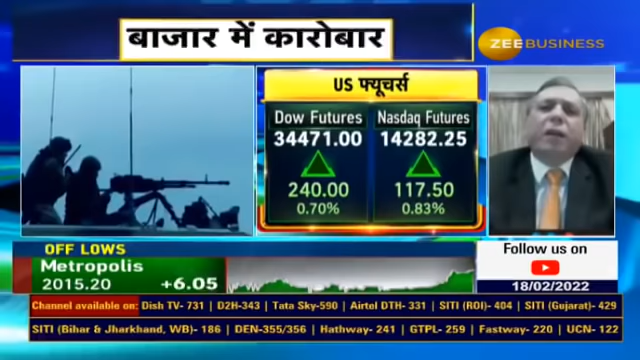 बाजार में कारोबार
ZEE BUSINESS
US फ्यूचर्स
Dow Futures
34471.00
240.00
0.70%
Nasdaq Futures
14282.25
117.50
0.83%
OFF LOWS
Metropolis
2015.20 +6.05
Follow us on
18/02/2022
Channel available on: Dish TV- 731 | D2H-343 | Tata Sky-590 | Airtel DTH- 331 | SITI (ROI)- 404 | SITI (Gujarat)- 429
SITI (Bihar & Jharkhand, WB)- 186 | DEN-355/356 | Hathway- 241 | GTPL- 259 | Fastway- 220 | UCN- 122